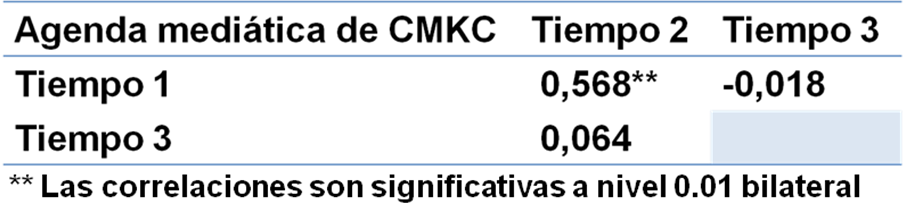 Agenda mediática de CMKC Tiempo 2 Tiempo 3
Tiempo 1 0,568** -0,018
Tiempo 3 0,064
** Las correlaciones son significativas a nivel 0.01 bilateral